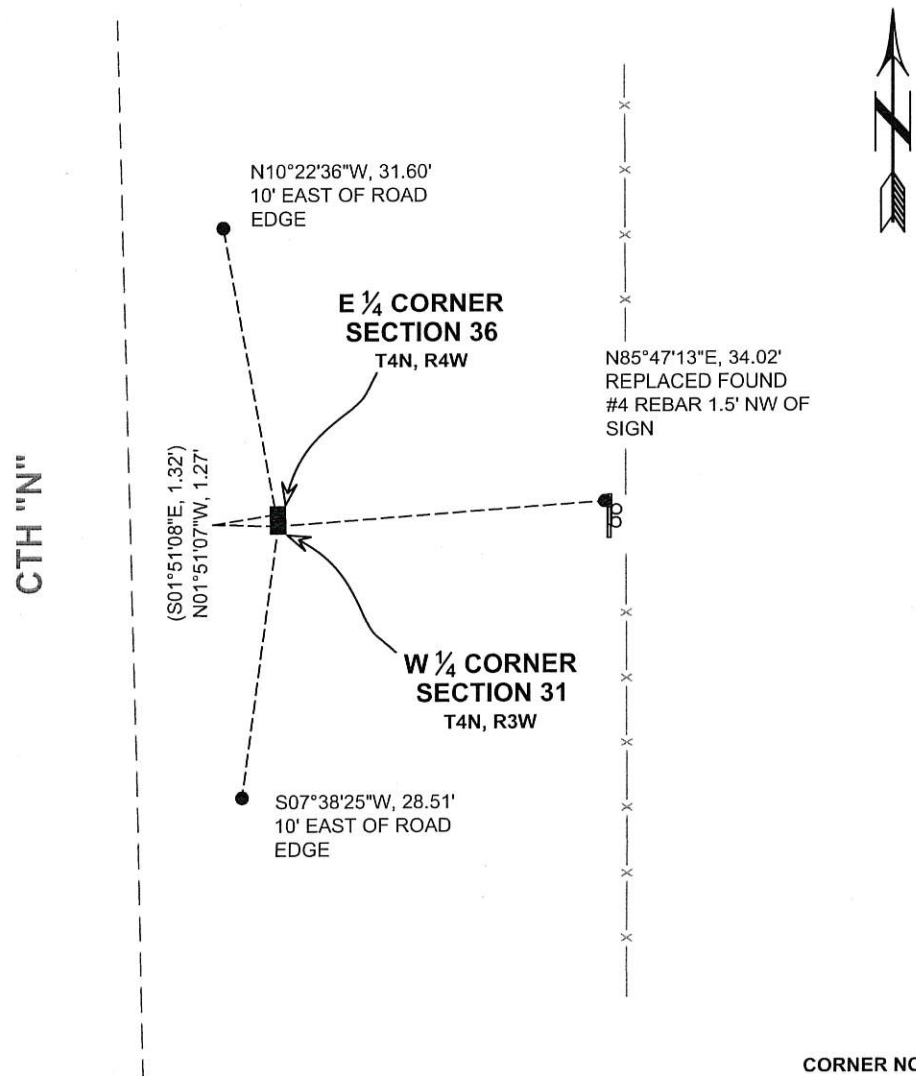 N
N10°22'36"W, 31.60'
10' EAST OF ROAD
EDGE
E ¼ CORNER
SECTION 36
T4N, R4W
N85°47'13"E, 34.02'
REPLACED FOUND
#4 REBAR 1.5' NW OF
SIGN
CTH "N"
(S01°51'08"E, 1.32')
N01°51'07"W, 1.27'
W ¼ CORNER
SECTION 31
T4N, R3W
S07°38'25"W, 28.51'
10' EAST OF ROAD
EDGE
CORNER NO